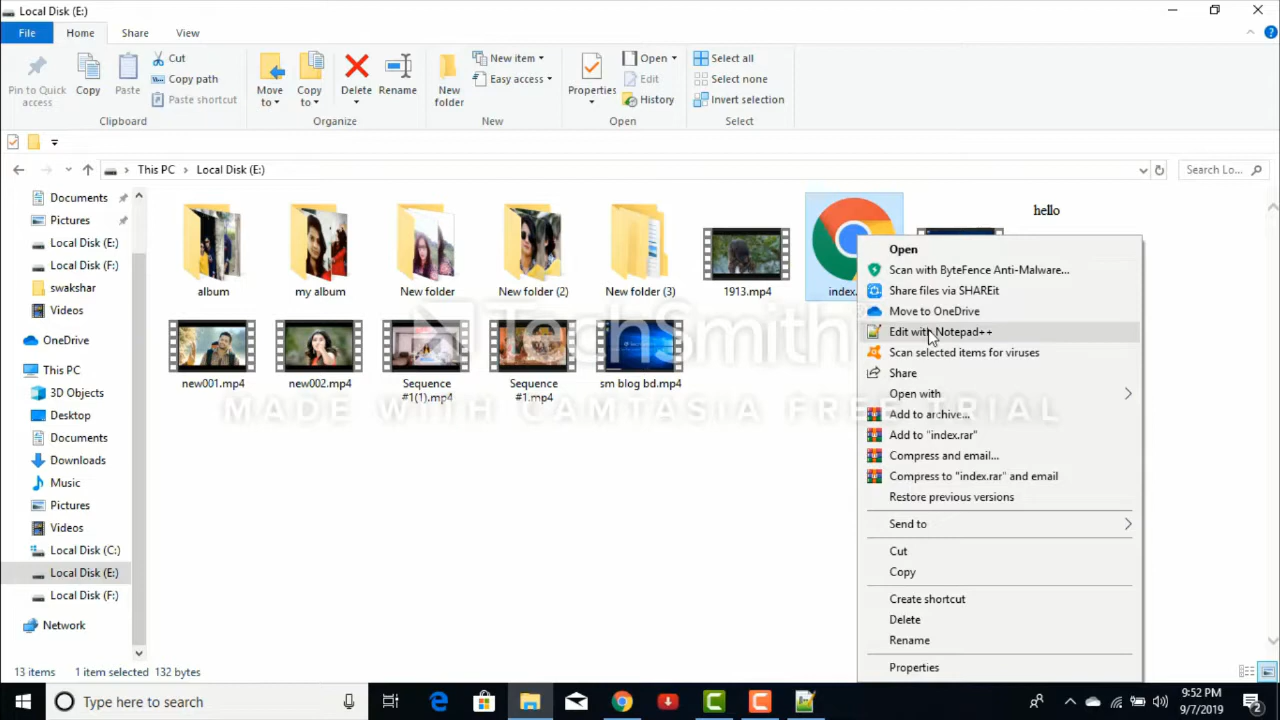 Local Disk (E:)
File
Home
Share
View
Pin to Quick access
Copy
Paste
Cut
Copy path
Paste shortcut
Clipboard
Move to
Copy to
Delete
Rename
Organize
New folder
New item
Easy access
New
Properties
Open
Edit
History
Open
Select all
Select none
Invert selection
Select
This PC > Local Disk (E:)
Search Lo...
Documents
Pictures
Local Disk (E:)
Local Disk (F:)
swakshar
Videos
OneDrive
This PC
3D Objects
Desktop
Documents
Downloads
Music
Pictures
Videos
Local Disk (C:)
Local Disk (E:)
Local Disk (F:)
Network
album
my album
New folder
New folder (2)
New folder (3)
1913.mp4
index.
hello
new001.mp4
new002.mp4
Sequence #1(1).mp4
Sequence #1.mp4
sm blog bd.mp4
Open
Scan with ByteFence Anti-Malware...
Share files via SHAREit
Move to OneDrive
Edit with Notepad++
Scan selected items for viruses
Share
Open with
Add to archive...
Add to "index.rar"
Compress and email...
Compress to "index.rar" and email
Restore previous versions
Send to
Cut
Copy
Create shortcut
Delete
Rename
Properties
TechSmith
MADE WITH CAMTASIA FREE TRIAL
13 items
1 item selected 132 bytes
Type here to search
9:52 PM
9/7/2019
2